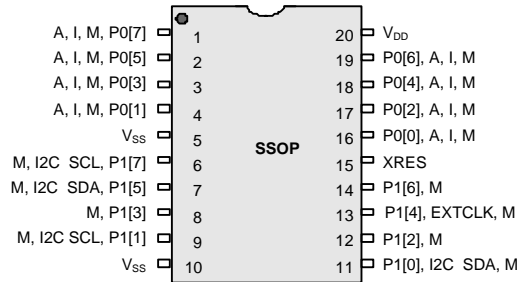 A, I, M, P0[7] 1 20 VDD
A, I, M, P0[5] 2 19 P0[6], A, I, M
A, I, M, P0[3] 3 18 P0[4], A, I, M
A, I, M, P0[1] 4 17 P0[2], A, I, M
VSS 5 16 P0[0], A, I, M
SSOP
M, I2C SCL, P1[7] 6 15 XRES
M, I2C SDA, P1[5] 7 14 P1[6], M
M, P1[3] 8 13 P1[4], EXTCLK, M
M, I2C SCL, P1[1] 9 12 P1[2], M
VSS 10 11 P1[0], I2C SDA, M